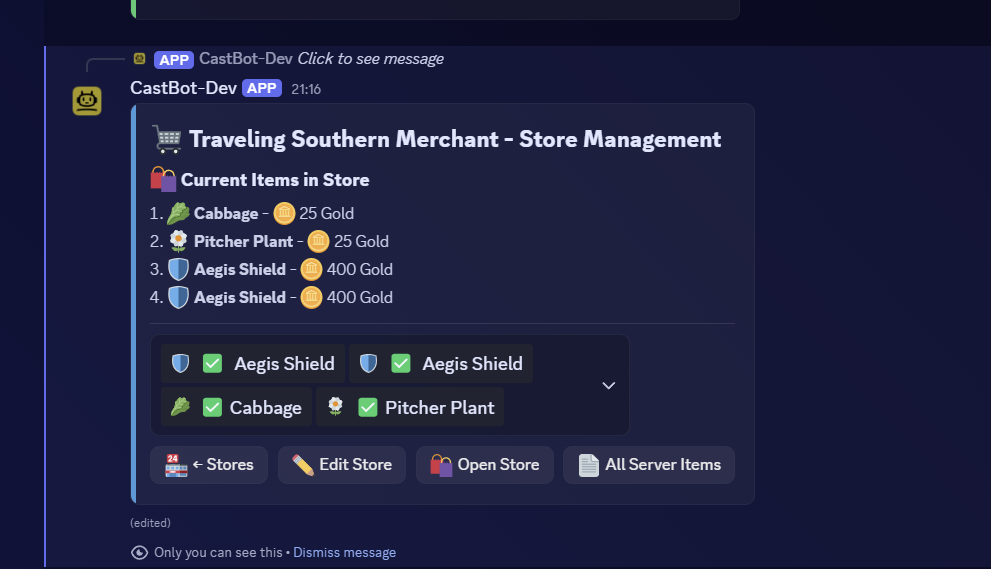 APP CastBot-Dev Click to see message
CastBot-Dev APP 21:16
Traveling Southern Merchant - Store Management
Current Items in Store
1. Cabbage - 25 Gold
2. Pitcher Plant - 25 Gold
3. Aegis Shield - 400 Gold
4. Aegis Shield - 400 Gold
Aegis Shield Aegis Shield
Cabbage Pitcher Plant
24 ← Stores Edit Store Open Store All Server Items
(edited)
Only you can see this • Dismiss message